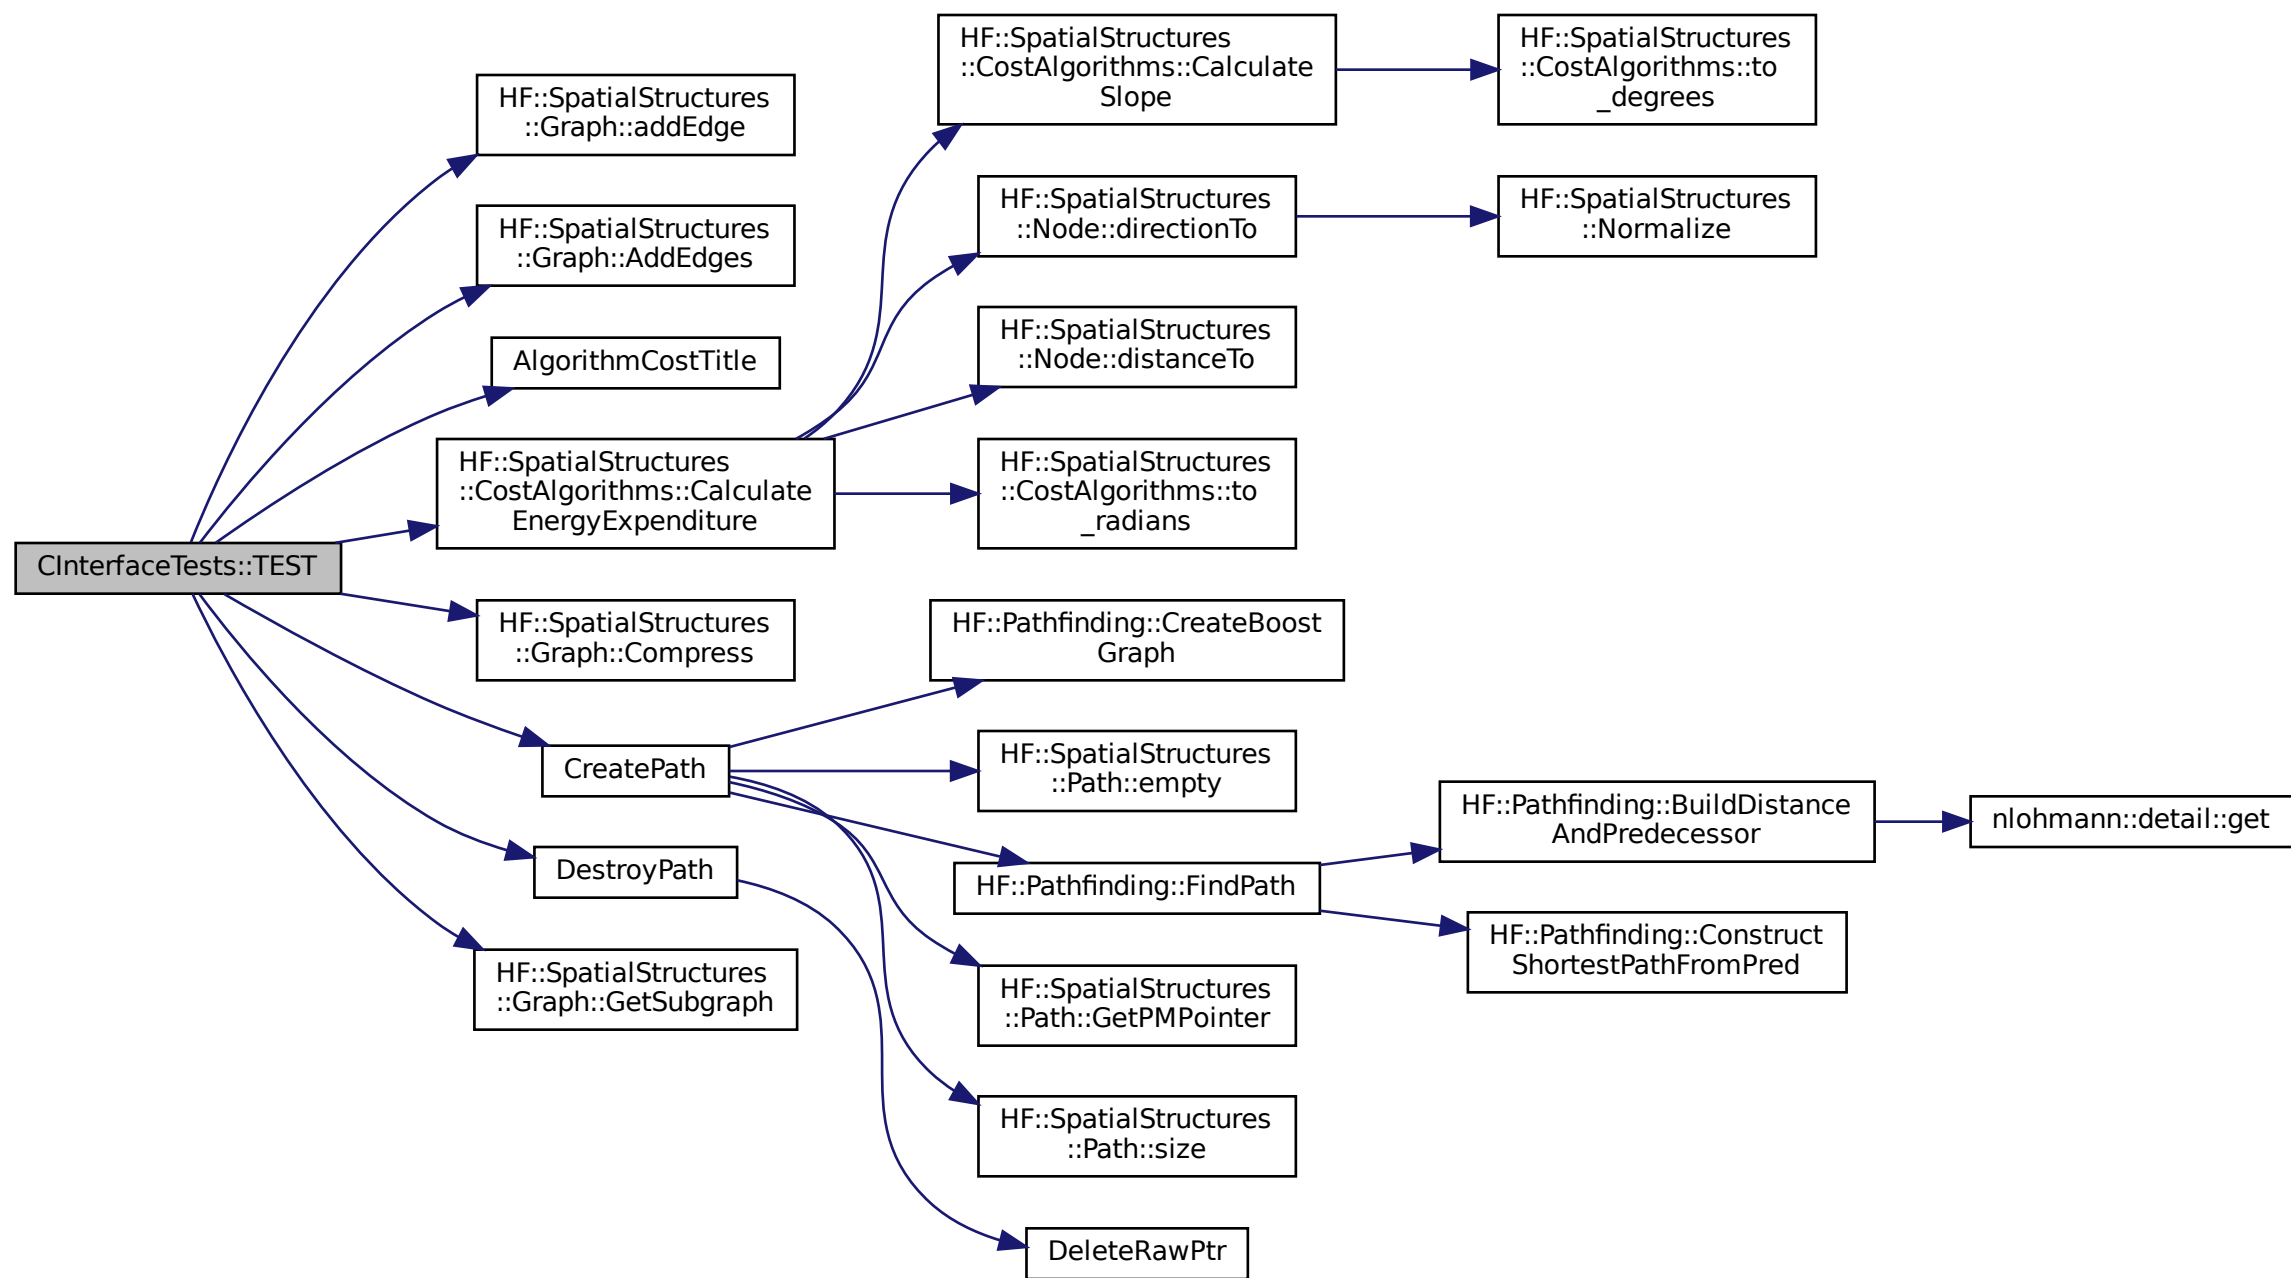 CInterfaceTests::TEST
HF::SpatialStructures
::Graph::addEdge
HF::SpatialStructures
::Graph::AddEdges
AlgorithmCostTitle
HF::SpatialStructures
::CostAlgorithms::Calculate
EnergyExpenditure
HF::SpatialStructures
::Graph::Compress
CreatePath
DestroyPath
HF::SpatialStructures
::Graph::GetSubgraph
HF::SpatialStructures
::CostAlgorithms::Calculate
Slope
HF::SpatialStructures
::Node::directionTo
HF::SpatialStructures
::Node::distanceTo
HF::SpatialStructures
::CostAlgorithms::to
_radians
HF::Pathfinding::CreateBoost
Graph
HF::SpatialStructures
::Path::empty
HF::Pathfinding::FindPath
HF::SpatialStructures
::Path::GetPMPointer
HF::SpatialStructures
::Path::size
DeleteRawPtr
HF::SpatialStructures
::CostAlgorithms::to
_degrees
HF::SpatialStructures
::Normalize
HF::Pathfinding::BuildDistance
AndPredecessor
HF::Pathfinding::Construct
ShortestPathFromPred
nlohmann::detail::get